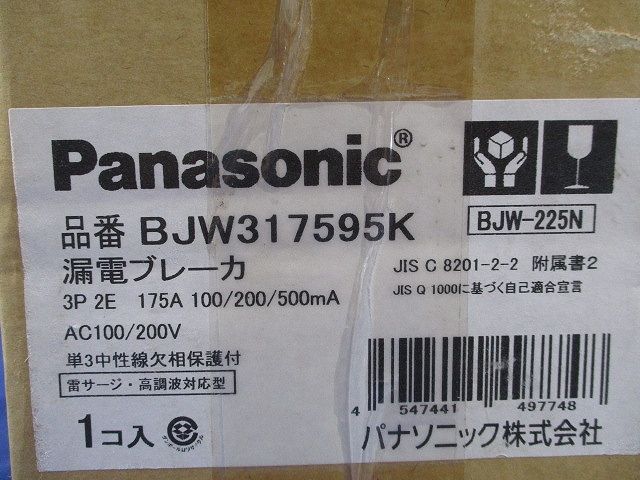 Panasonic®
品番 BJW317595K
BJW-225N
漏電ブレーカ
JIS C 8201-2-2 附属書2
3P 2E 175A 100/200/500mA
JIS Q 1000に基づく自己適合宣言
AC100/200V
単3中性線欠相保護付
雷サージ・高調波対応型
4 547441 497748
1コ入
パナソニック株式会社